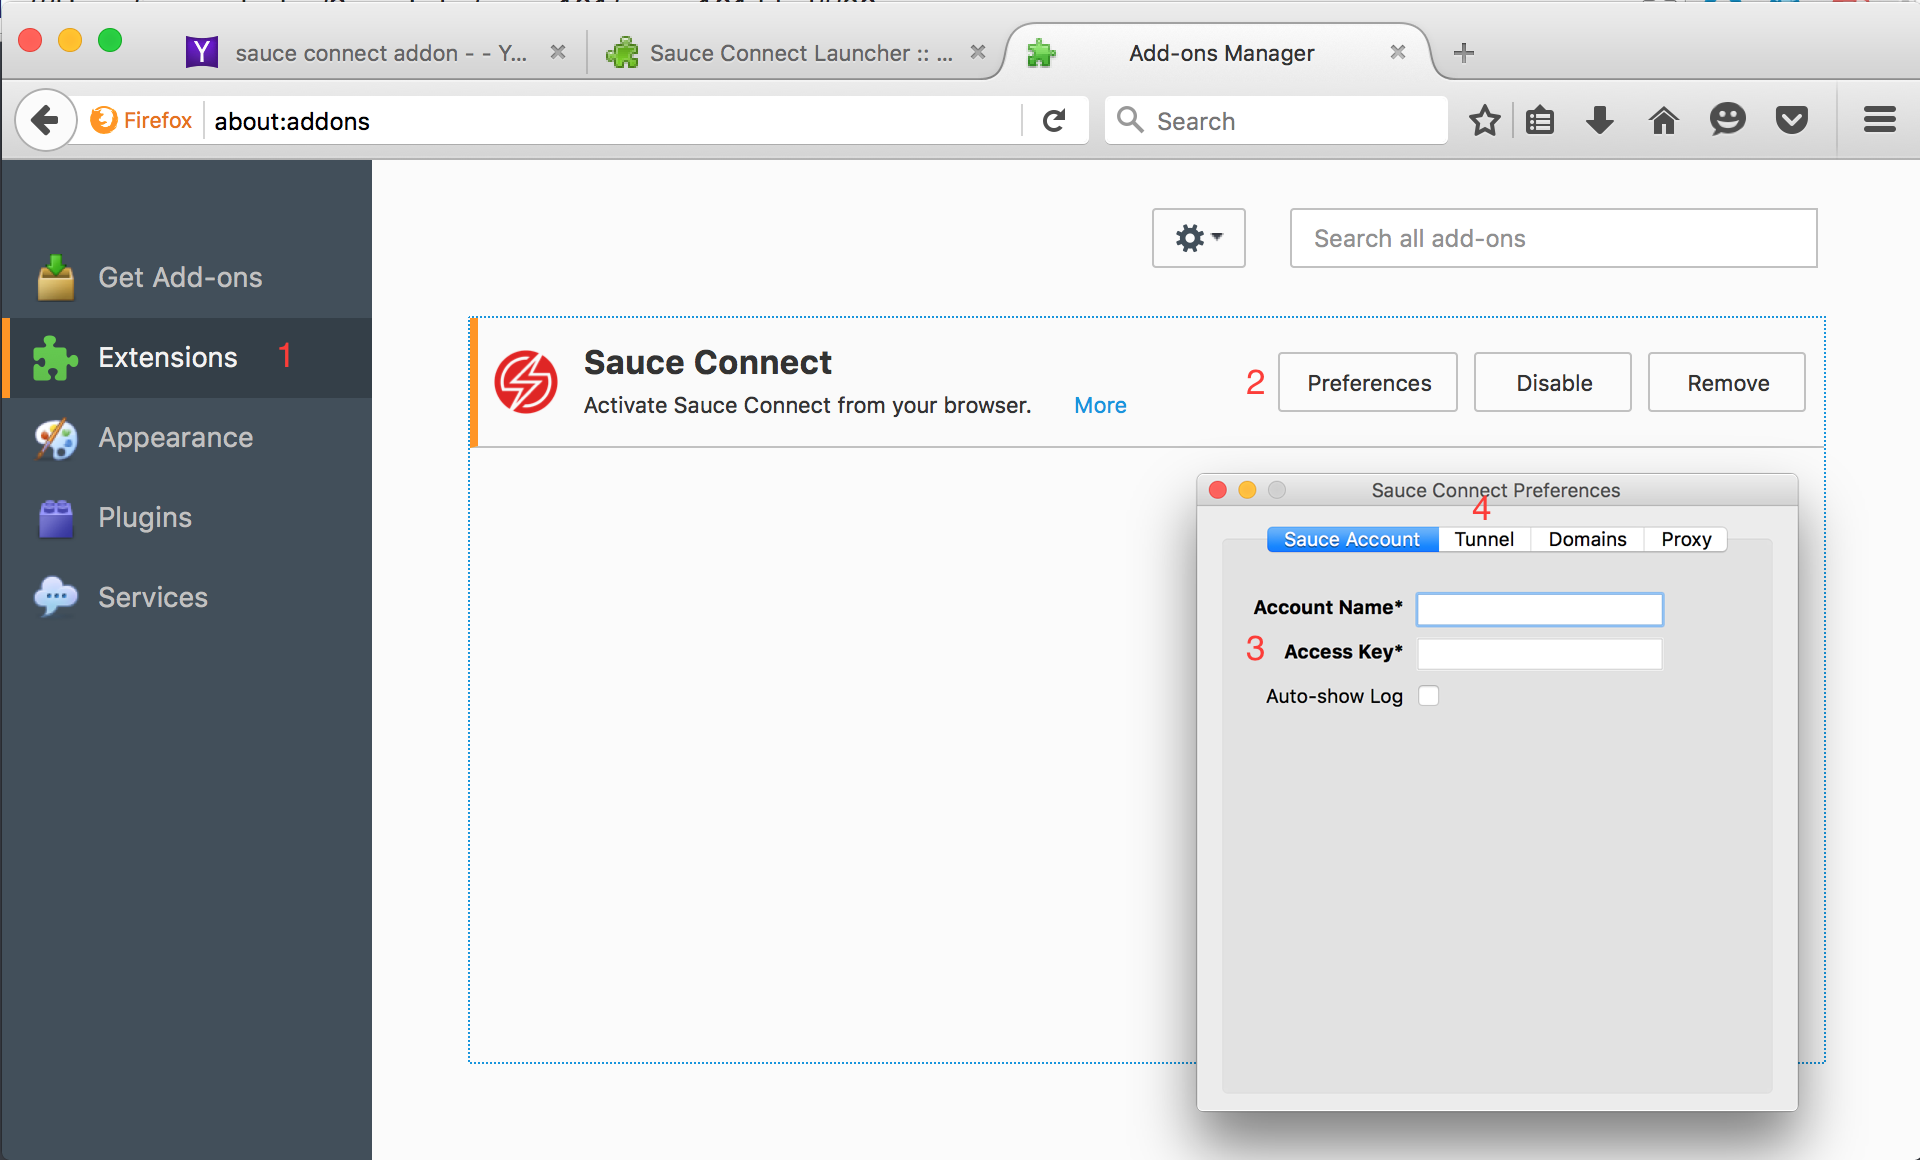 sauce connect addon - - Y...
Sauce Connect Launcher :: ...
Add-ons Manager
Firefox
about:addons
Search
Get Add-ons
Extensions 1
Appearance
Plugins
Services
Search all add-ons
Sauce Connect
Activate Sauce Connect from your browser. More
2 Preferences Disable Remove
Sauce Connect Preferences
4
Sauce Account Tunnel Domains Proxy
Account Name*
3 Access Key*
Auto-show Log